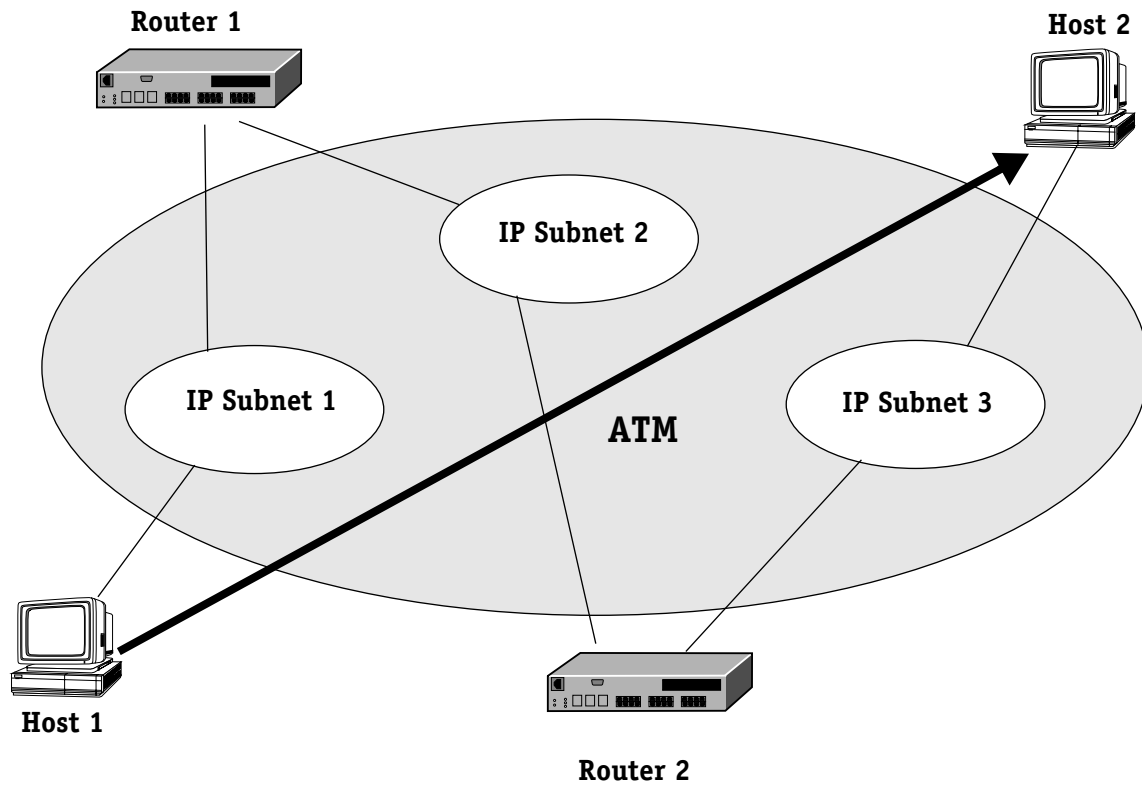 Router 1
Host 2
IP Subnet 2
IP Subnet 1
IP Subnet 3
ATM
Host 1
Router 2